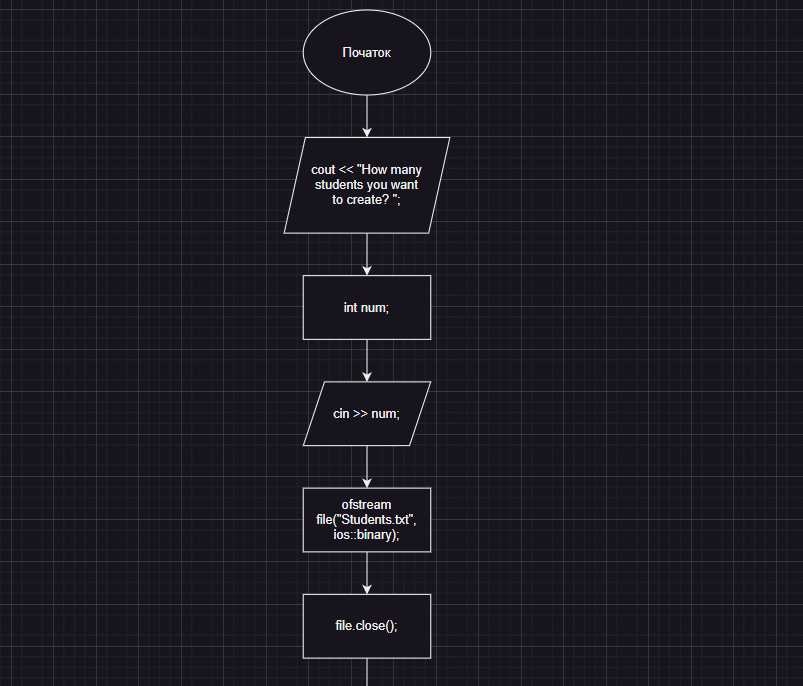 Початок
cout << "How many
students you want
to create? ";
int num;
cin >> num;
ofstream
file("Students.txt",
ios::binary);
file.close();